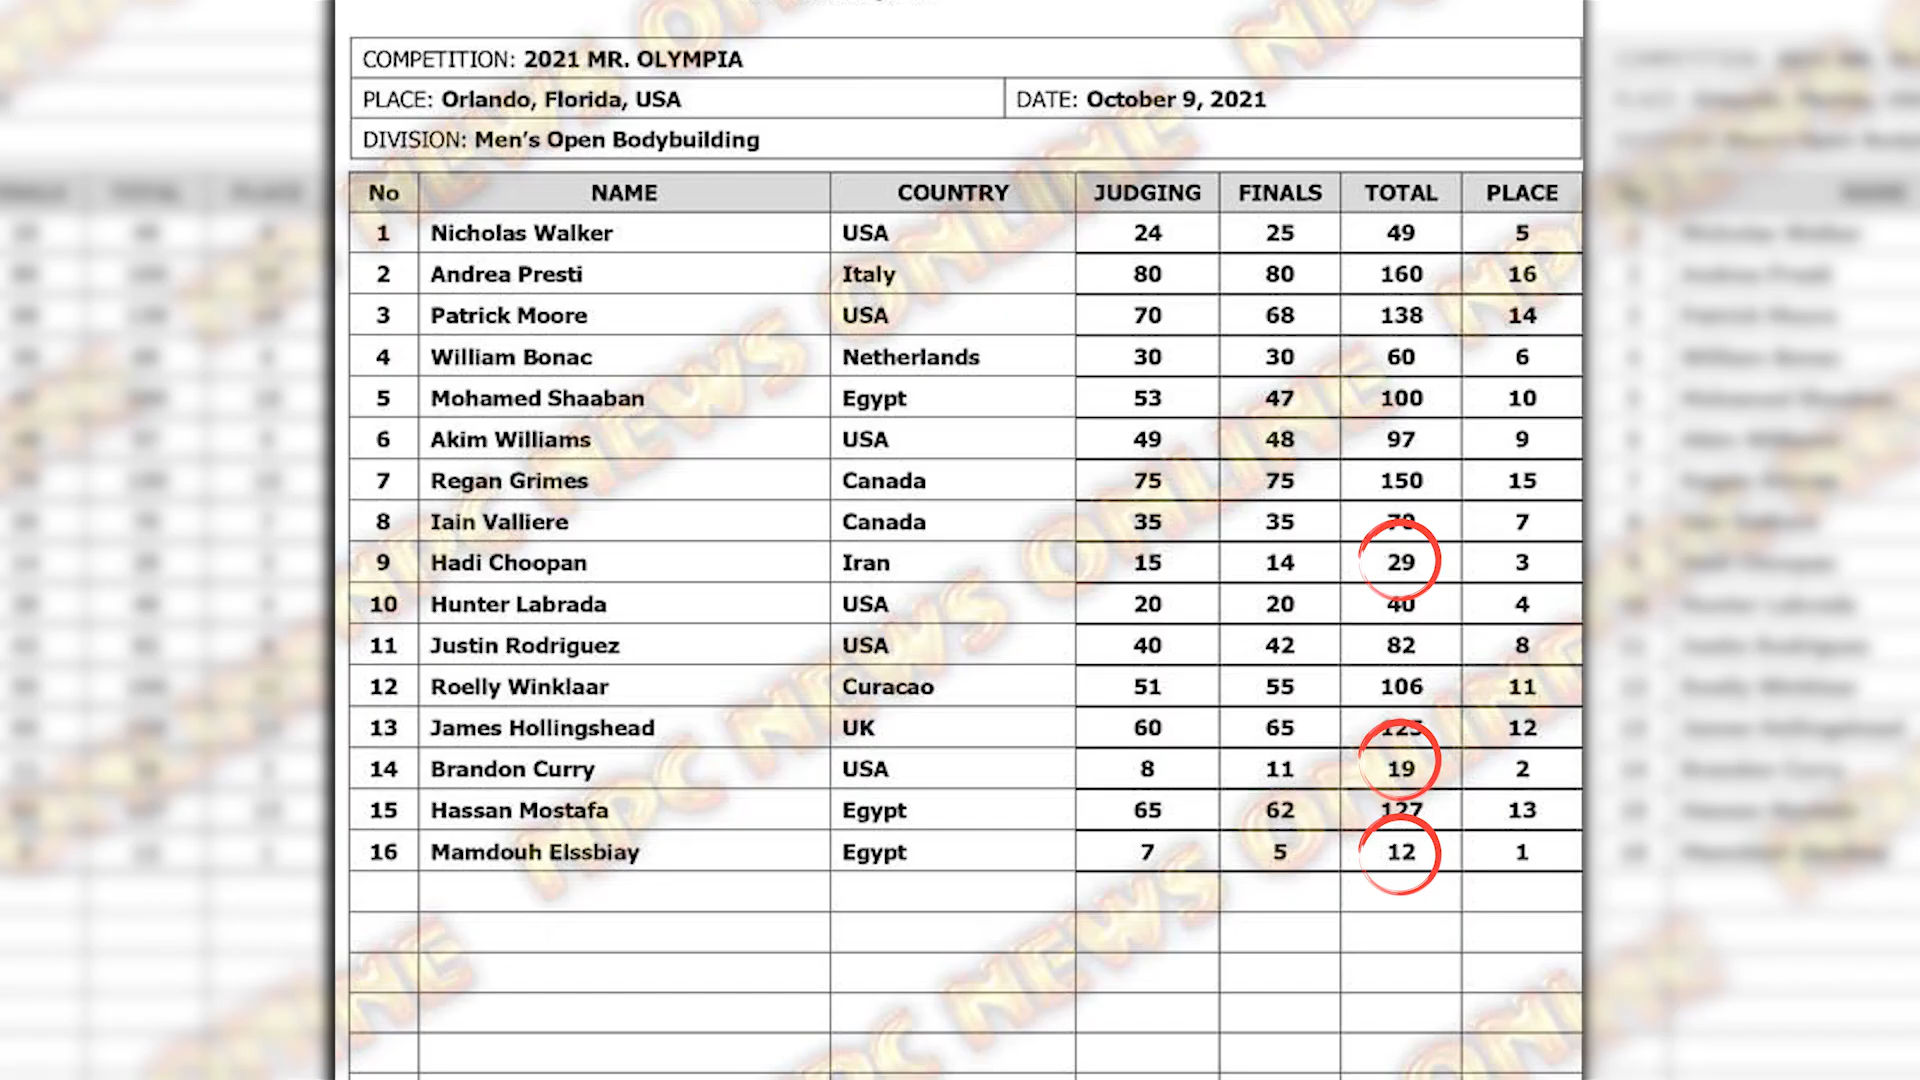 COMPETITION: 2021 MR. OLYMPIA
PLACE: Orlando, Florida, USA DATE: October 9, 2021
DIVISION: Men’s Open Bodybuilding
No NAME COUNTRY JUDGING FINALS TOTAL PLACE
1 Nicholas Walker USA 24 25 49 5
2 Andrea Presti Italy 80 80 160 16
3 Patrick Moore USA 70 68 138 14
4 William Bonac Netherlands 30 30 60 6
5 Mohamed Shaaban Egypt 53 47 100 10
6 Akim Williams USA 49 48 97 9
7 Regan Grimes Canada 75 75 150 15
8 Iain Valliere Canada 35 35 70 7
9 Hadi Choopan Iran 15 14 29 3
10 Hunter Labrada USA 20 20 40 4
11 Justin Rodriguez USA 40 42 82 8
12 Roelly Winklaar Curacao 51 55 106 11
13 James Hollingshead UK 60 65 125 12
14 Brandon Curry USA 8 11 19 2
15 Hassan Mostafa Egypt 65 62 127 13
16 Mamdouh Elssbiay Egypt 7 5 12 1
NPC NEWS ONLINE